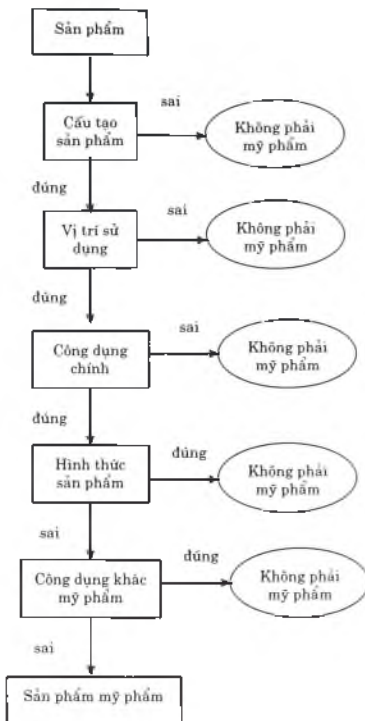 Sản phẩm
sai
Cấu tạo
sản phẩm
Không phải
mỹ phẩm
đúng
sai
Vị trí sử
dụng
Không phải
mỹ phẩm
đúng
sai
Công dụng
chính
Không phải
mỹ phẩm
đúng
đúng
Hình thức
sản phẩm
Không phải
mỹ phẩm
sai
đúng
Công dụng khác
mỹ phẩm
Không phải
mỹ phẩm
sai
Sản phẩm mỹ phẩm